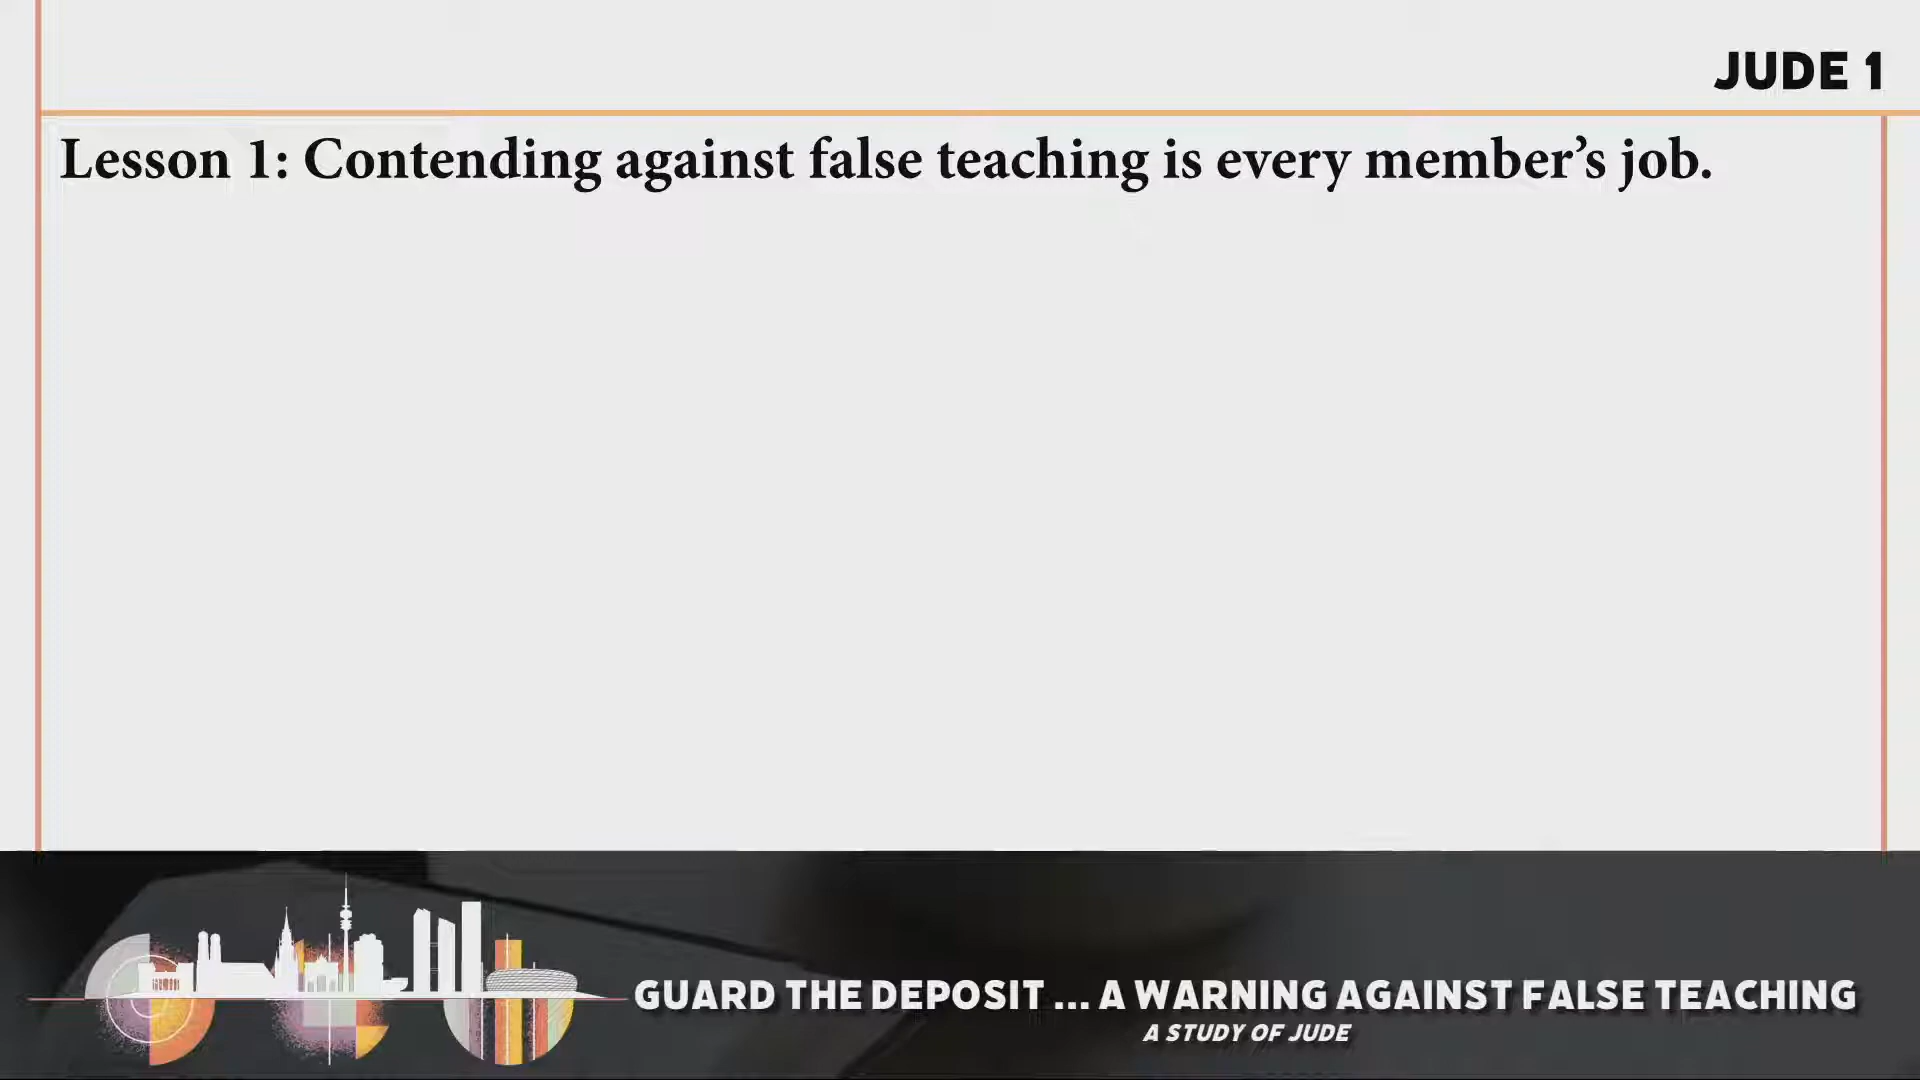 JUDE 1
Lesson 1: Contending against false teaching is every member’s job.
GUARD THE DEPOSIT ... A WARNING AGAINST FALSE TEACHING
A STUDY OF JUDE